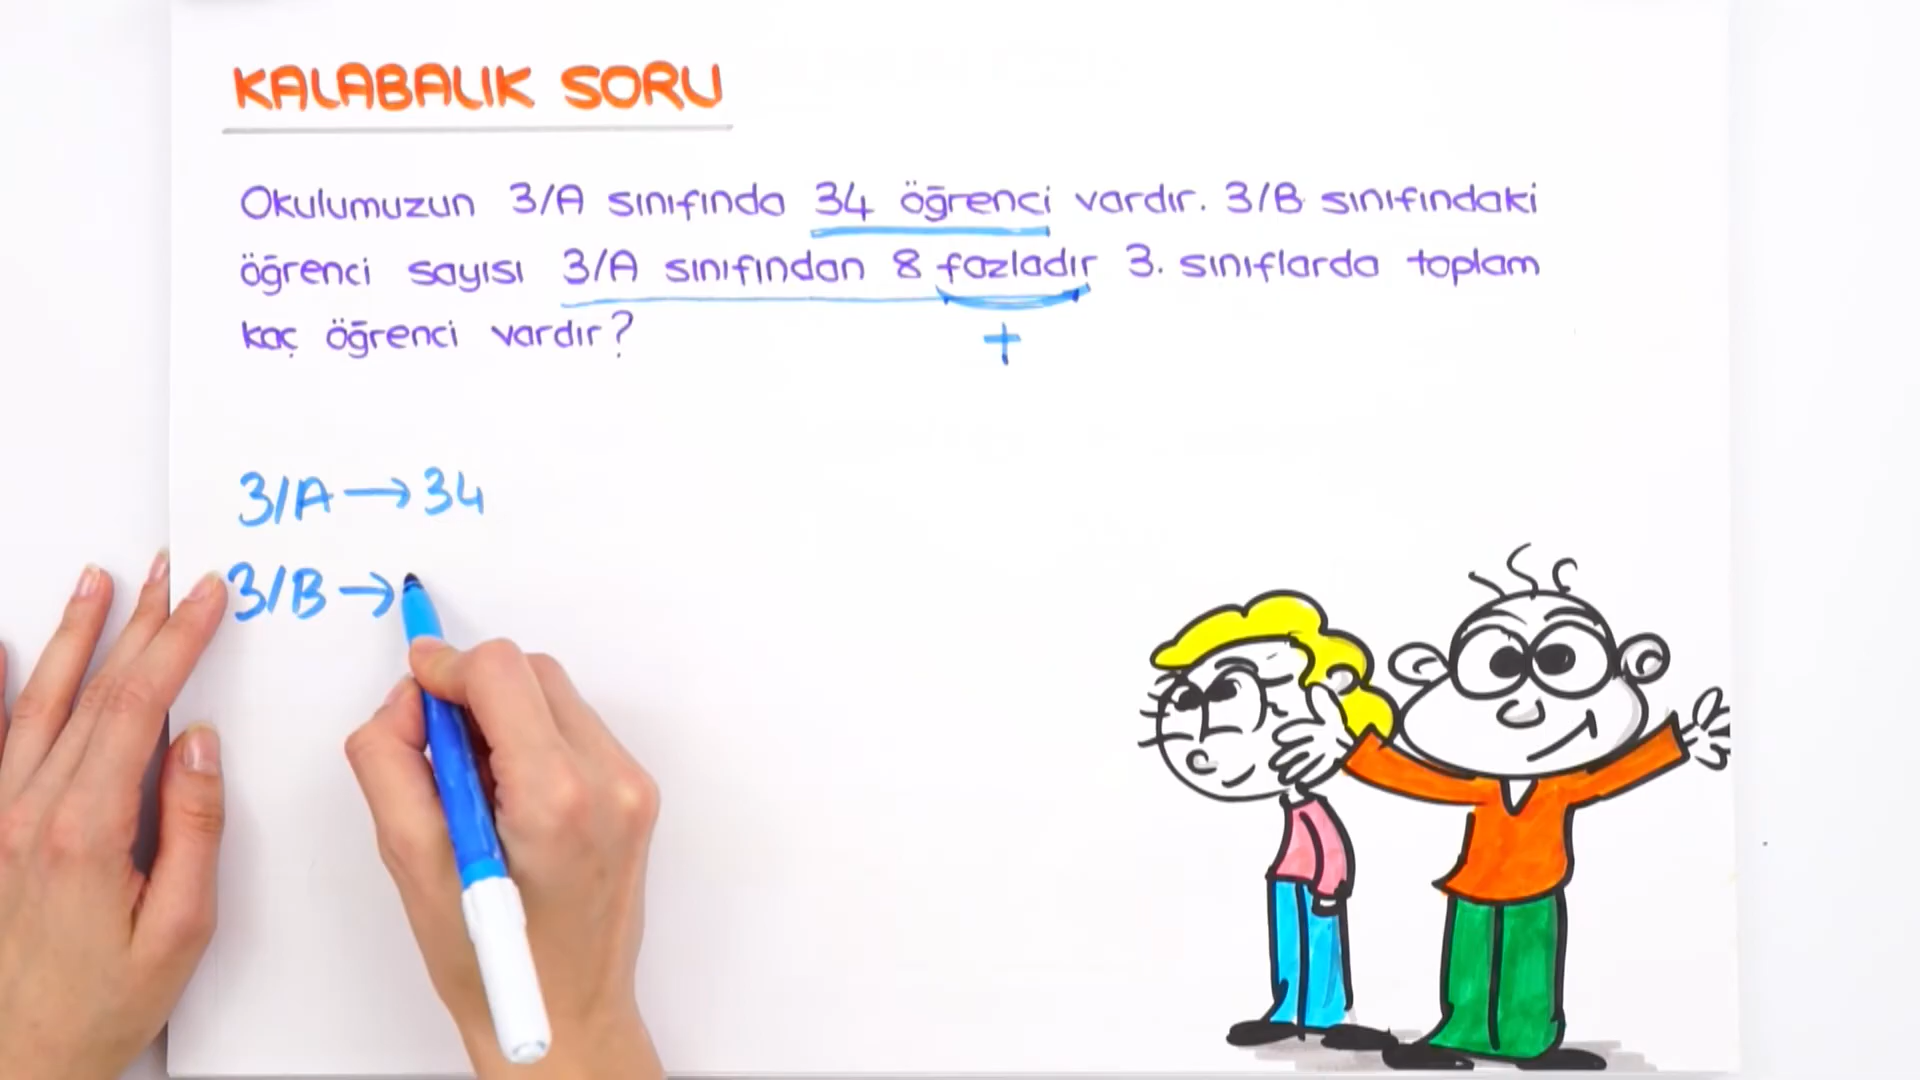 KALABALIK SORU
Okulumuzun 3/A sınıfında 34 öğrenci vardır. 3/B sınıfındaki
öğrenci sayısı 3/A sınıfından 8 fazladır 3. sınıflarda toplam
kaç öğrenci vardır?
+
3/A → 34
3/B →